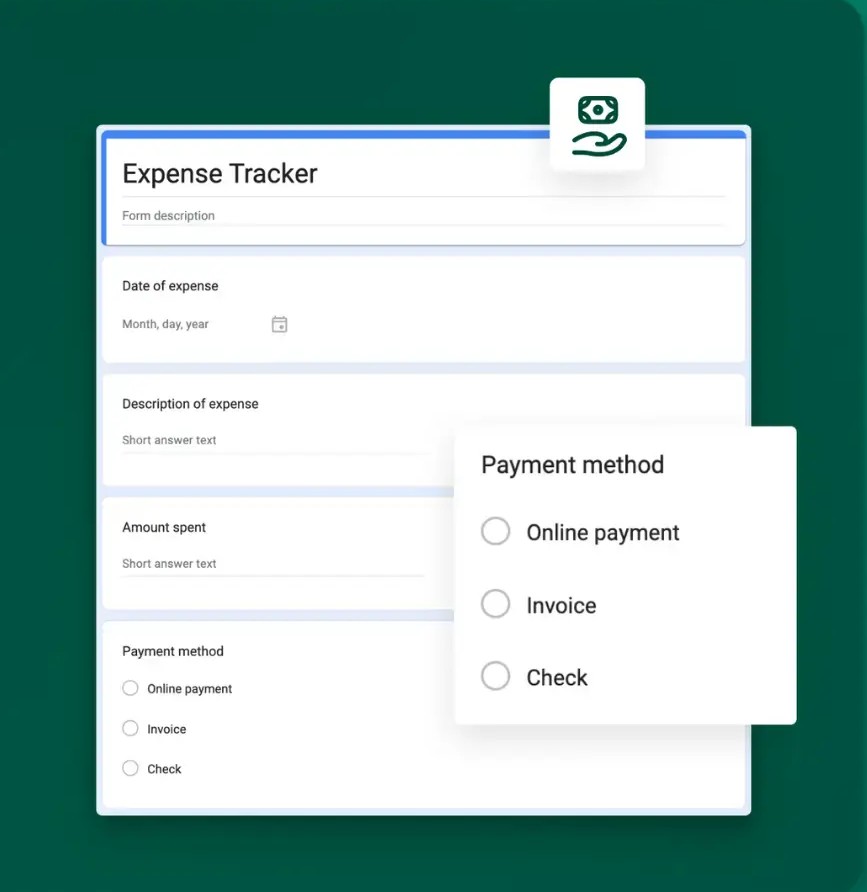 Expense Tracker
Form description
Date of expense
Month, day, year
Description of expense
Short answer text
Amount spent
Short answer text
Payment method
Online payment
Invoice
Check
Payment method
Online payment
Invoice
Check